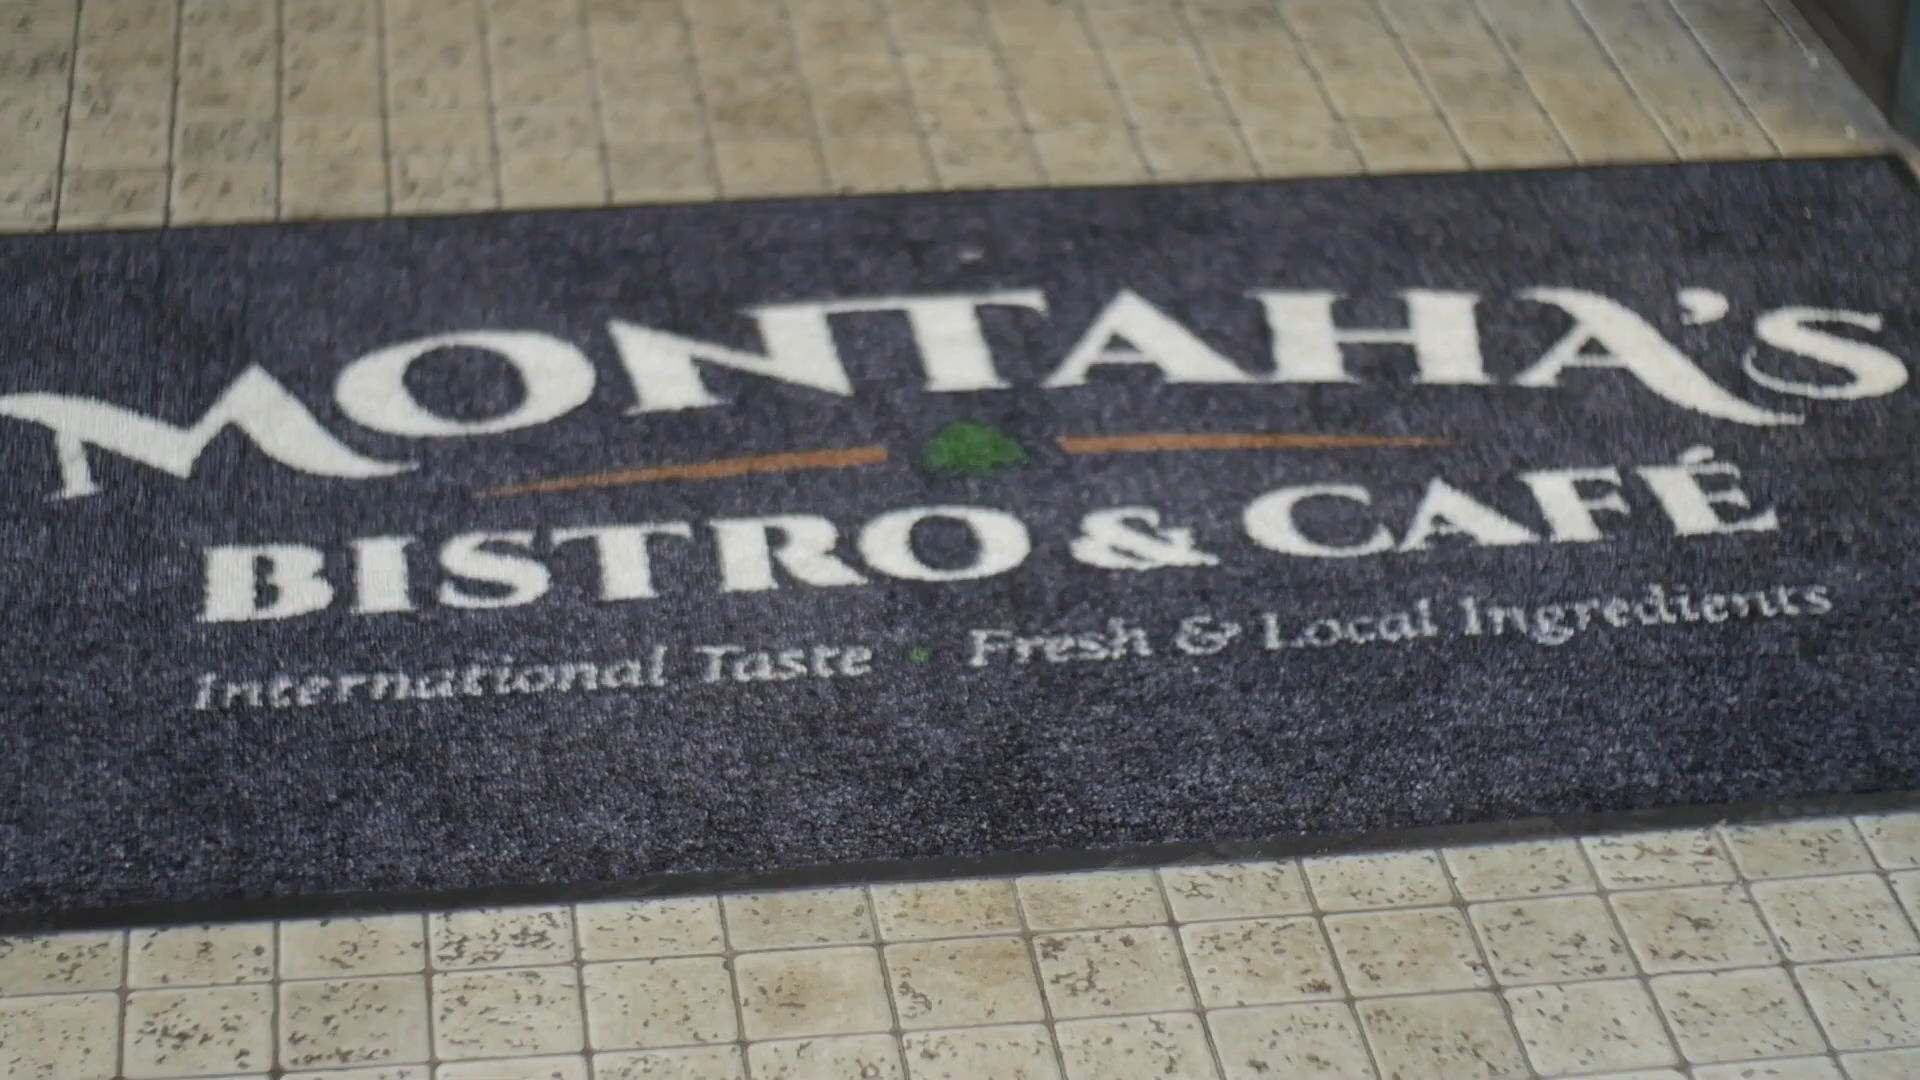 MONTAHA'S
BISTRO & CAFÉ
International Taste • Fresh & Local Ingredients